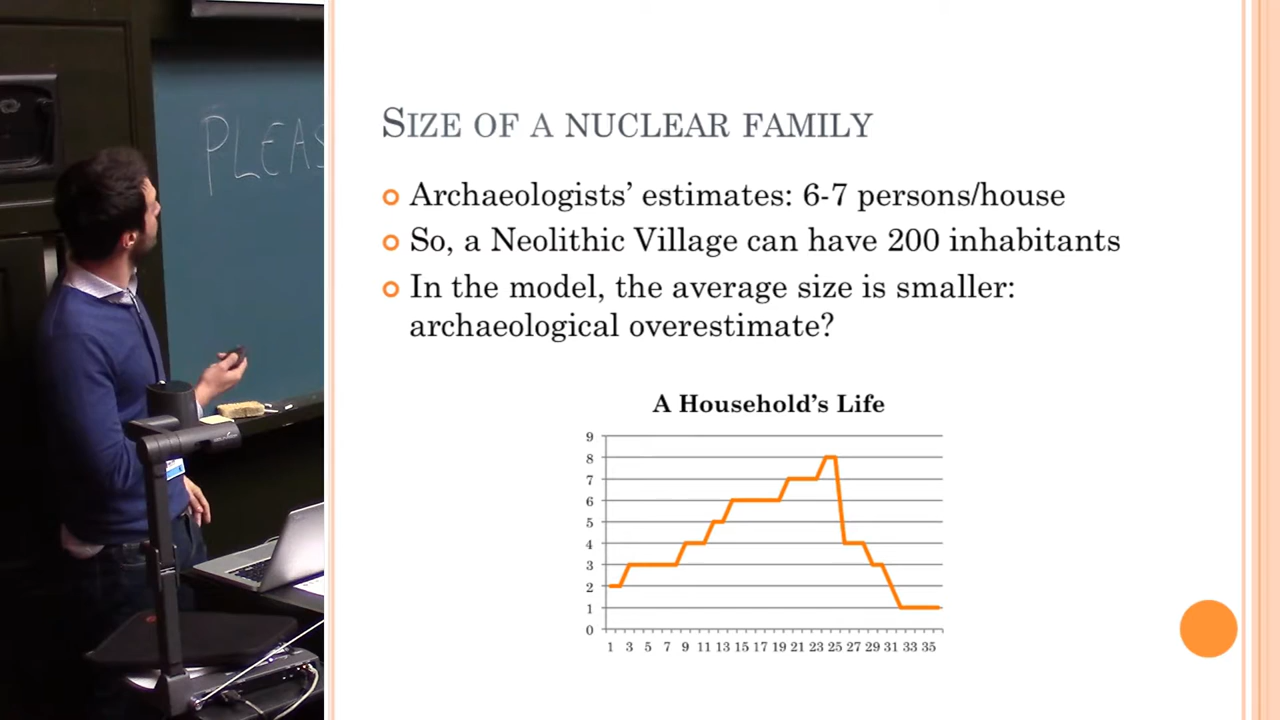 PLEAS
SIZE OF A NUCLEAR FAMILY
Archaeologists' estimates: 6-7 persons/house
So, a Neolithic Village can have 200 inhabitants
In the model, the average size is smaller:
archaeological overestimate?
A Household's Life
9
8
7
6
5
4
3
2
1
0
1 3 5 7 9 11 13 15 17 19 21 23 25 27 29 31 33 35